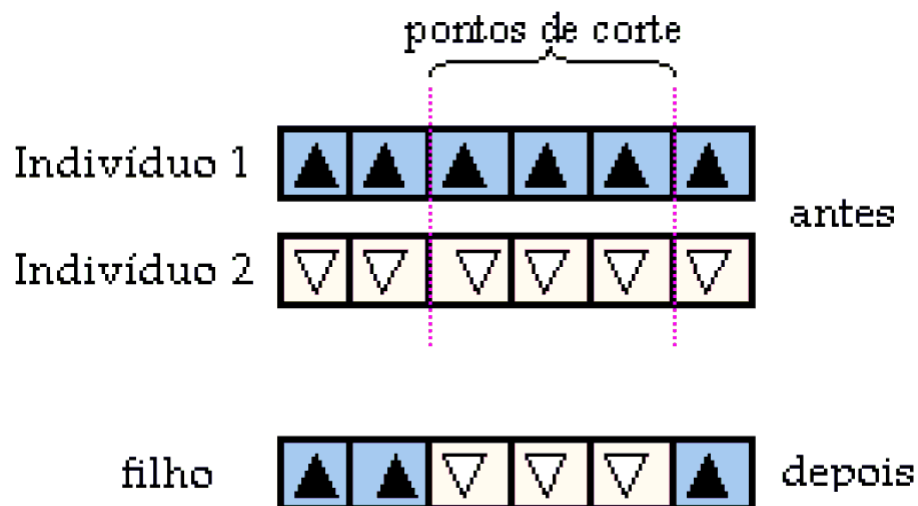 pontos de corte
Indivíduo 1
antes
Indivíduo 2
filho
depois